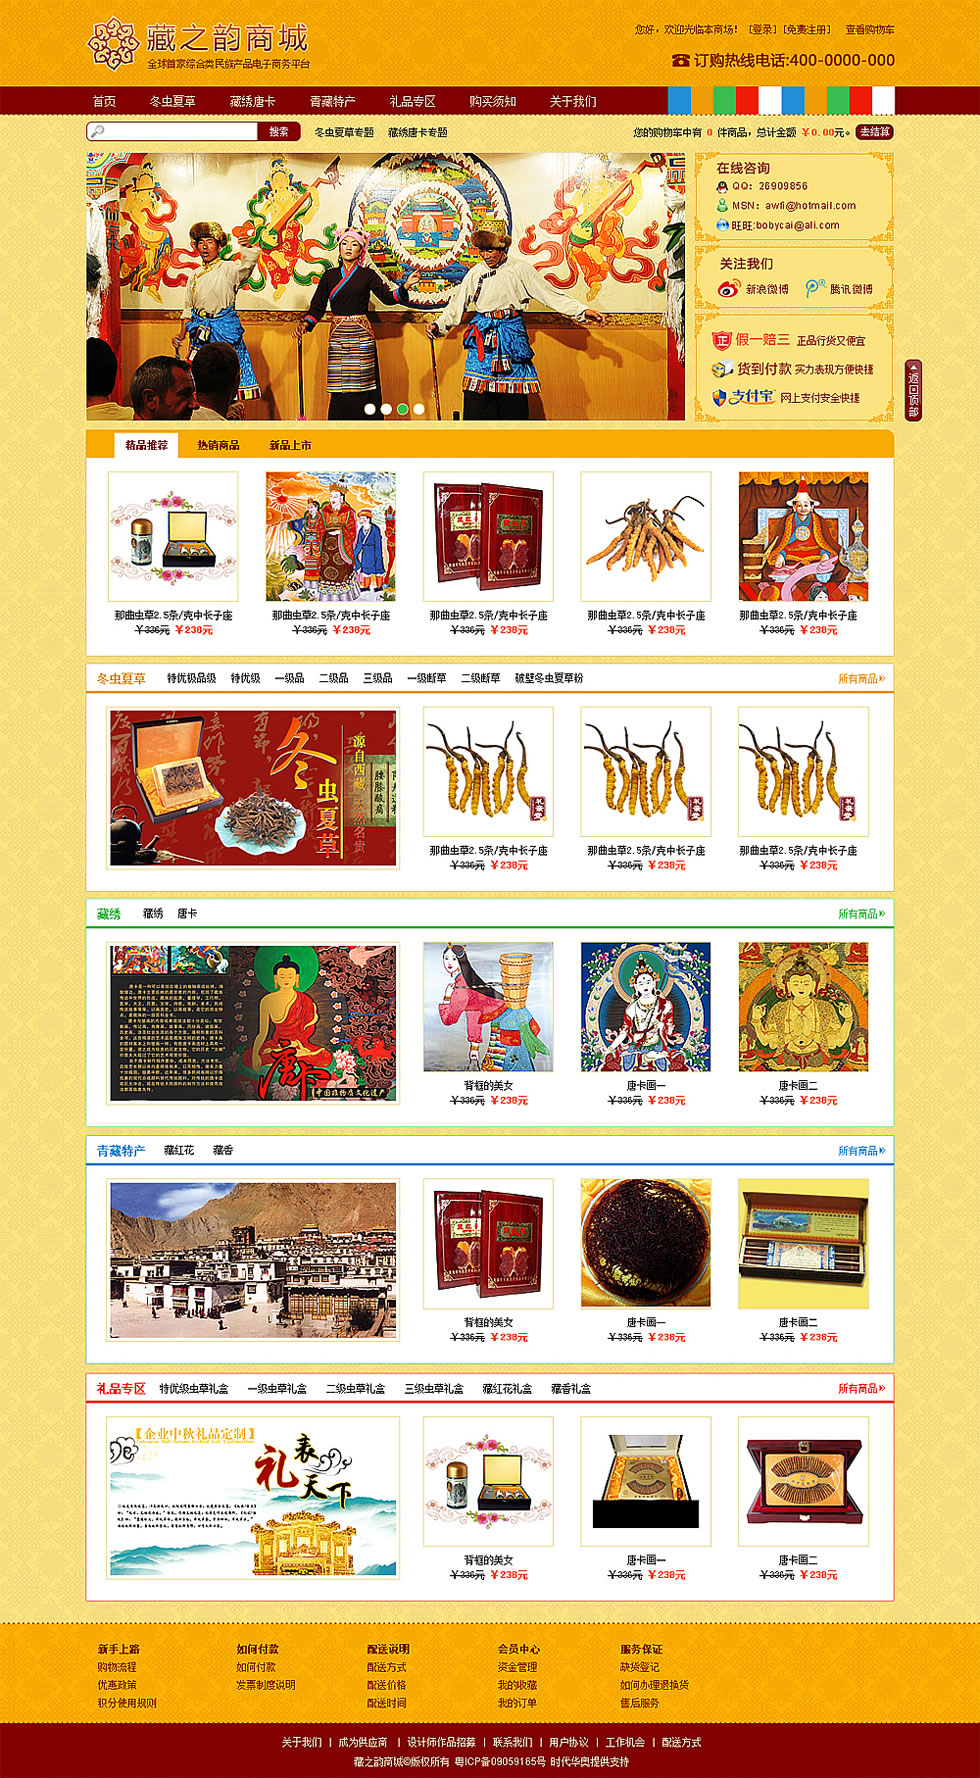 藏之韵商城
全球首家综合类民族产品电子商务平台
您好，欢迎光临本商场！ [登录] [免费注册] 查看购物车
订购热线电话:400-0000-000
首页 冬虫夏草 藏绣唐卡 青藏特产 礼品专区 购买须知 关于我们
搜索 冬虫夏草专题 藏绣唐卡专题
您的购物车中有 0 件商品，总计金额 ￥0.00元。 去结算
在线咨询
QQ：26909856
MSN：awfi@hotmail.com
旺旺:bobycai@ali.com
关注我们
新浪微博 腾讯微博
正 假一赔三 正品行货又便宜
货到付款 实力表现方便快捷
支付宝 网上支付安全快捷
返回顶部
精品推荐 热销商品 新品上市
那曲虫草2.5条/克中长子座 那曲虫草2.5条/克中长子座 那曲虫草2.5条/克中长子座 那曲虫草2.5条/克中长子座 那曲虫草2.5条/克中长子座
￥336元 ￥238元 ￥336元 ￥238元 ￥336元 ￥238元 ￥336元 ￥238元 ￥336元 ￥238元
冬虫夏草 特优极品级 特优级 一级品 二级品 三级品 一级断草 二级断草 破壁冬虫夏草粉 所有商品
冬虫夏草
源自西藏
那曲虫草2.5条/克中长子座 那曲虫草2.5条/克中长子座 那曲虫草2.5条/克中长子座
￥336元 ￥238元 ￥336元 ￥238元 ￥336元 ￥238元
藏绣 藏绣 唐卡 所有商品
中国非物质文化遗产
背框的美女 唐卡画一 唐卡画二
￥336元 ￥238元 ￥336元 ￥238元 ￥336元 ￥238元
青藏特产 藏红花 藏香 所有商品
背框的美女 唐卡画一 唐卡画二
￥336元 ￥238元 ￥336元 ￥238元 ￥336元 ￥238元
礼品专区 特优级虫草礼盒 一级虫草礼盒 二级虫草礼盒 三级虫草礼盒 藏红花礼盒 藏香礼盒 所有商品
【企业中秋礼品定制】
礼表天下
背框的美女 唐卡画一 唐卡画二
￥336元 ￥238元 ￥336元 ￥238元 ￥336元 ￥238元
新手上路 如何付款 配送说明 会员中心 服务保证
购物流程 如何付款 配送方式 资金管理 缺货登记
优惠政策 发票制度说明 配送价格 我的收藏 如何办理退换货
积分使用规则 配送时间 我的订单 售后服务
关于我们 | 成为供应商 | 设计师作品招募 | 联系我们 | 用户协议 | 工作机会 | 配送方式
藏之韵商城©版权所有 粤ICP备09059165号 时代华奥提供支持